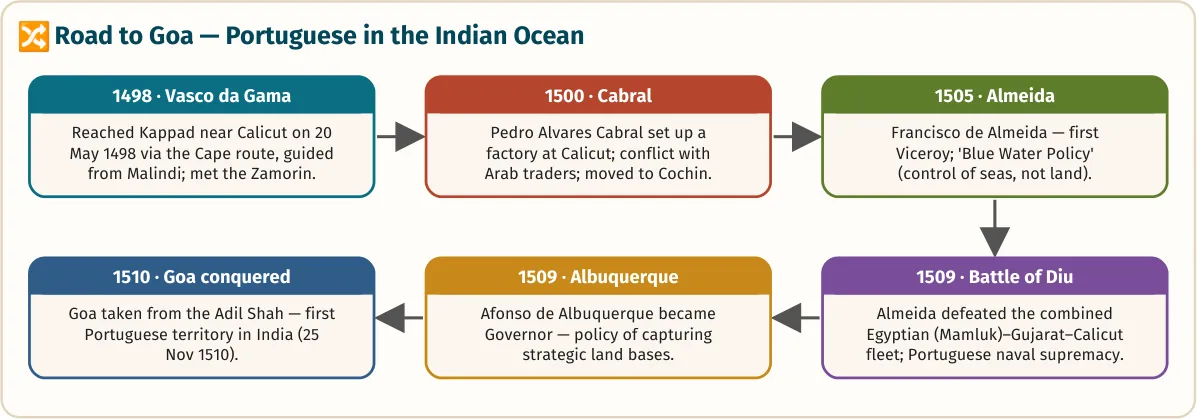 🔀 Road to Goa — Portuguese in the Indian Ocean
1498 · Vasco da Gama
Reached Kappad near Calicut on 20
May 1498 via the Cape route, guided
from Malindi; met the Zamorin.
1500 · Cabral
Pedro Alvares Cabral set up a
factory at Calicut; conflict with
Arab traders; moved to Cochin.
1505 · Almeida
Francisco de Almeida — first
Viceroy; 'Blue Water Policy'
(control of seas, not land).
1509 · Battle of Diu
Almeida defeated the combined
Egyptian (Mamluk)–Gujarat–Calicut
fleet; Portuguese naval supremacy.
1509 · Albuquerque
Afonso de Albuquerque became
Governor — policy of capturing
strategic land bases.
1510 · Goa conquered
Goa taken from the Adil Shah — first
Portuguese territory in India (25
Nov 1510).